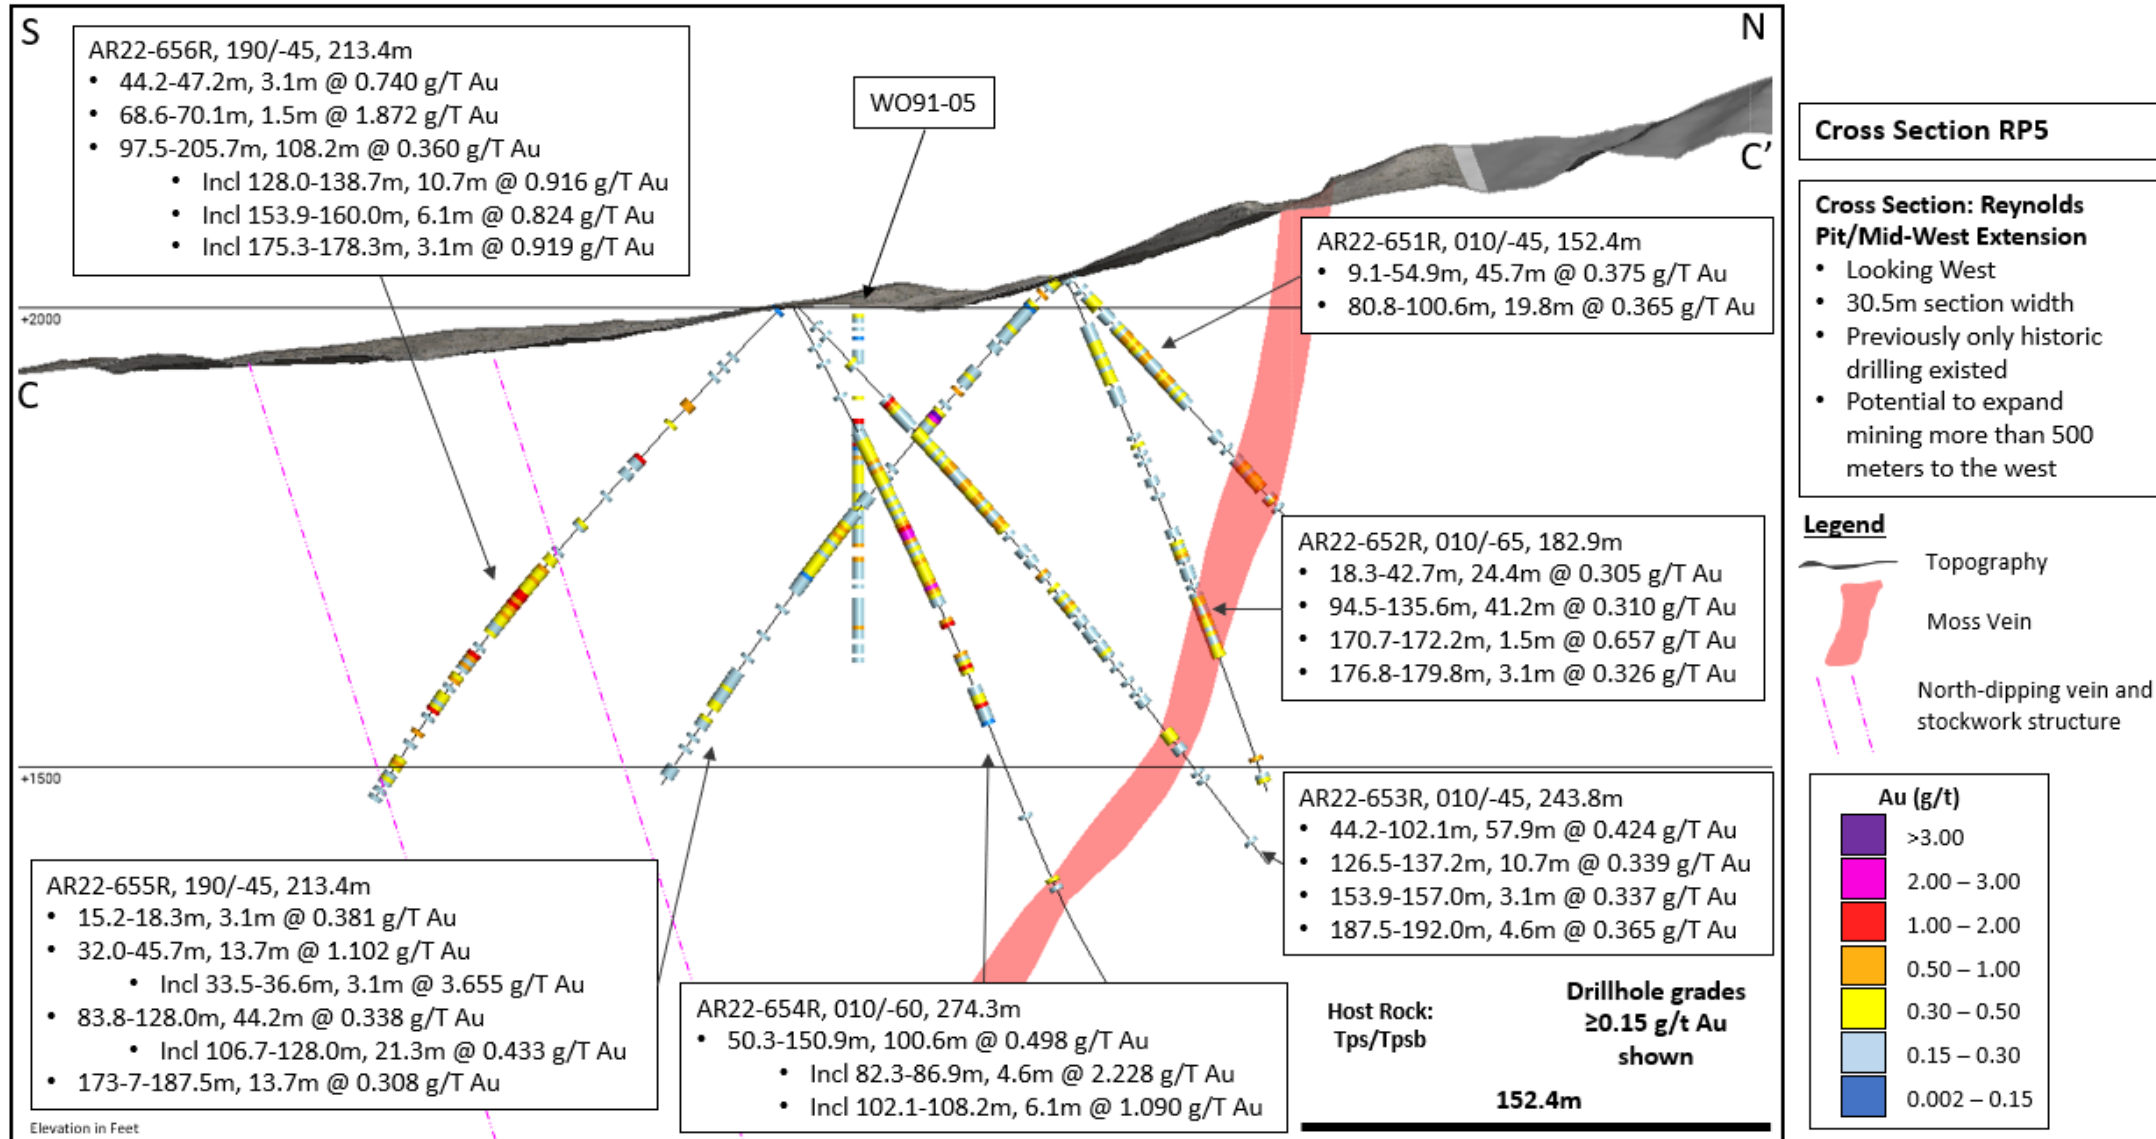 S
N
AR22-656R, 190/-45, 213.4m
• 44.2-47.2m, 3.1m @ 0.740 g/T Au
• 68.6-70.1m, 1.5m @ 1.872 g/T Au
• 97.5-205.7m, 108.2m @ 0.360 g/T Au
• Incl 128.0-138.7m, 10.7m @ 0.916 g/T Au
• Incl 153.9-160.0m, 6.1m @ 0.824 g/T Au
• Incl 175.3-178.3m, 3.1m @ 0.919 g/T Au
WO91-05
C'
AR22-651R, 010/-45, 152.4m
• 9.1-54.9m, 45.7m @ 0.375 g/T Au
• 80.8-100.6m, 19.8m @ 0.365 g/T Au
+2000
C
AR22-652R, 010/-65, 182.9m
• 18.3-42.7m, 24.4m @ 0.305 g/T Au
• 94.5-135.6m, 41.2m @ 0.310 g/T Au
• 170.7-172.2m, 1.5m @ 0.657 g/T Au
• 176.8-179.8m, 3.1m @ 0.326 g/T Au
+1500
AR22-653R, 010/-45, 243.8m
• 44.2-102.1m, 57.9m @ 0.424 g/T Au
• 126.5-137.2m, 10.7m @ 0.339 g/T Au
• 153.9-157.0m, 3.1m @ 0.337 g/T Au
• 187.5-192.0m, 4.6m @ 0.365 g/T Au
AR22-655R, 190/-45, 213.4m
• 15.2-18.3m, 3.1m @ 0.381 g/T Au
• 32.0-45.7m, 13.7m @ 1.102 g/T Au
• Incl 33.5-36.6m, 3.1m @ 3.655 g/T Au
• 83.8-128.0m, 44.2m @ 0.338 g/T Au
• Incl 106.7-128.0m, 21.3m @ 0.433 g/T Au
• 173-7-187.5m, 13.7m @ 0.308 g/T Au
AR22-654R, 010/-60, 274.3m
• 50.3-150.9m, 100.6m @ 0.498 g/T Au
• Incl 82.3-86.9m, 4.6m @ 2.228 g/T Au
• Incl 102.1-108.2m, 6.1m @ 1.090 g/T Au
Host Rock:
Tps/Tpsb
Drillhole grades
≥0.15 g/t Au
shown
152.4m
Elevation in Feet
Cross Section RP5
Cross Section: Reynolds
Pit/Mid-West Extension
• Looking West
• 30.5m section width
• Previously only historic
drilling existed
• Potential to expand
mining more than 500
meters to the west
Legend
Topography
Moss Vein
North-dipping vein and
stockwork structure
Au (g/t)
>3.00
2.00 – 3.00
1.00 – 2.00
0.50 – 1.00
0.30 – 0.50
0.15 – 0.30
0.002 – 0.15